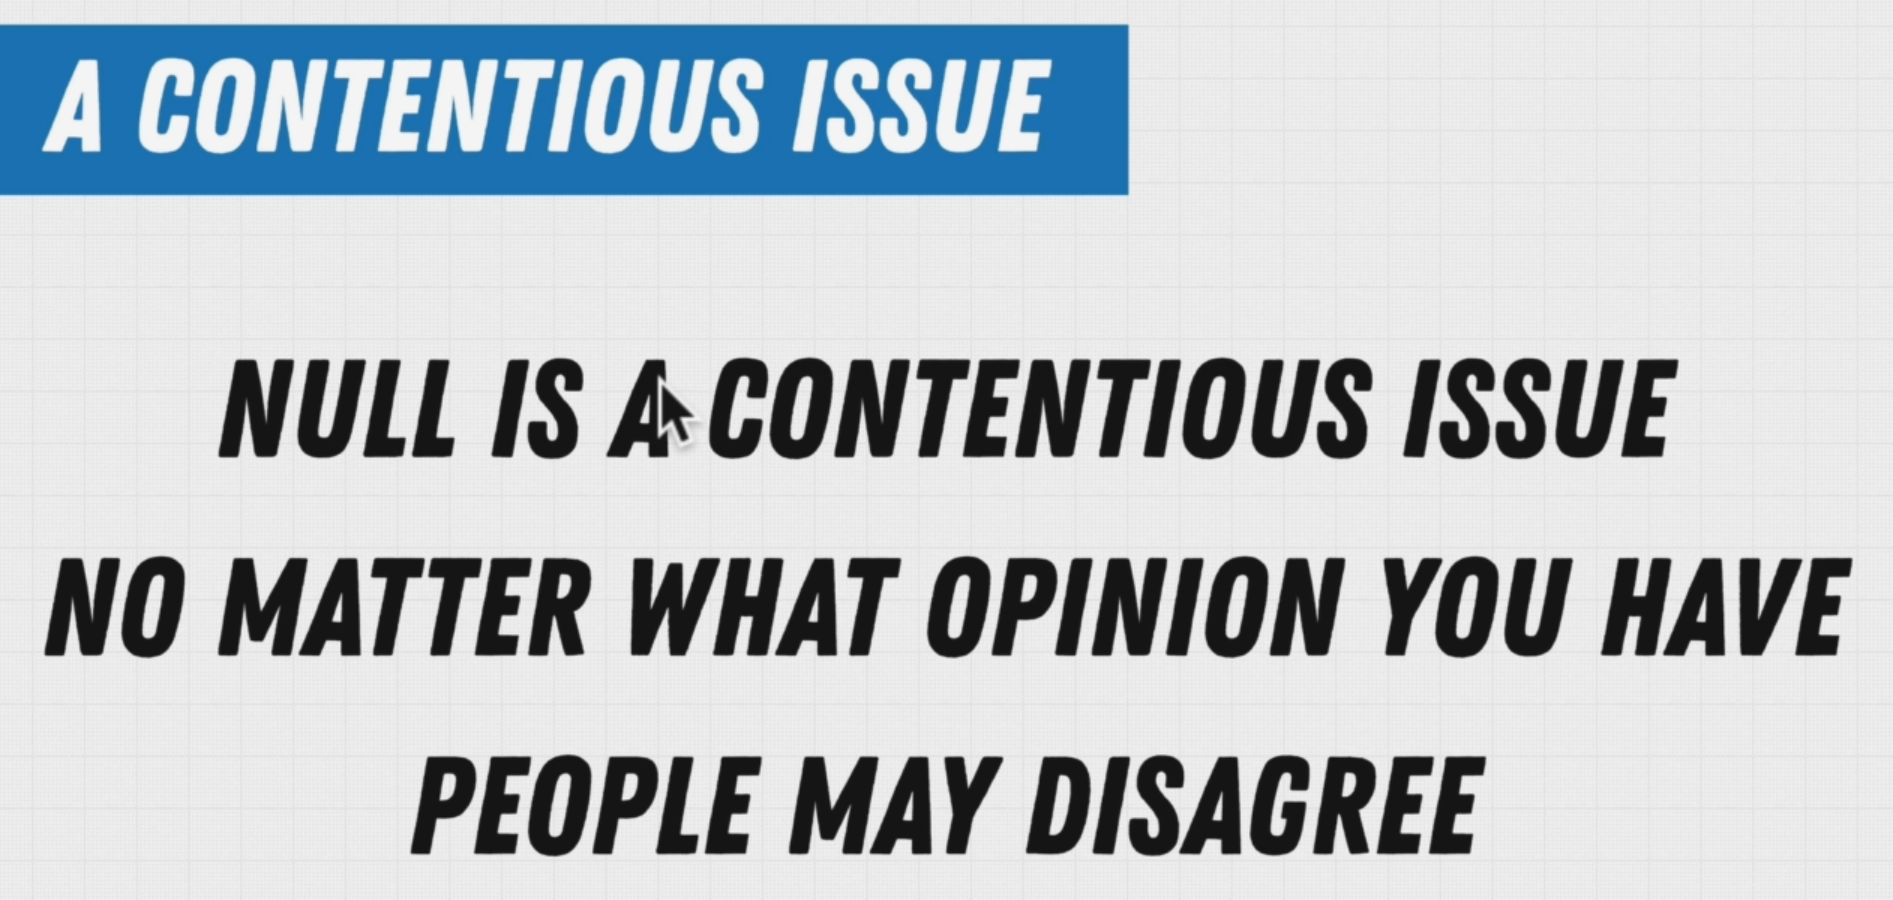 A CONTENTIOUS ISSUE
NULL IS A CONTENTIOUS ISSUE
NO MATTER WHAT OPINION YOU HAVE
PEOPLE MAY DISAGREE